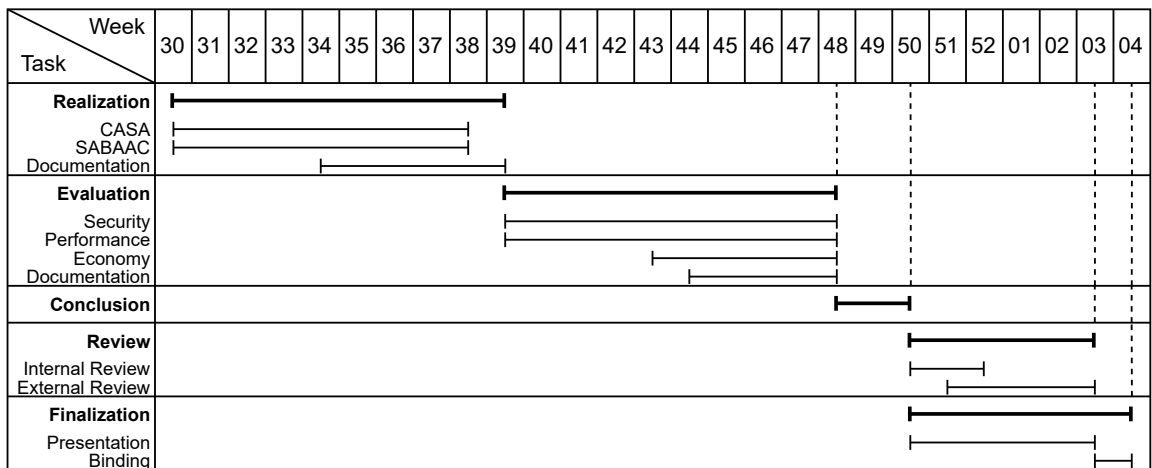 Week
Task
30 31 32 33 34 35 36 37 38 39 40 41 42 43 44 45 46 47 48 49 50 51 52 01 02 03 04
Realization
CASA
SABAAC
Documentation
Evaluation
Security
Performance
Economy
Documentation
Conclusion
Review
Internal Review
External Review
Finalization
Presentation
Binding